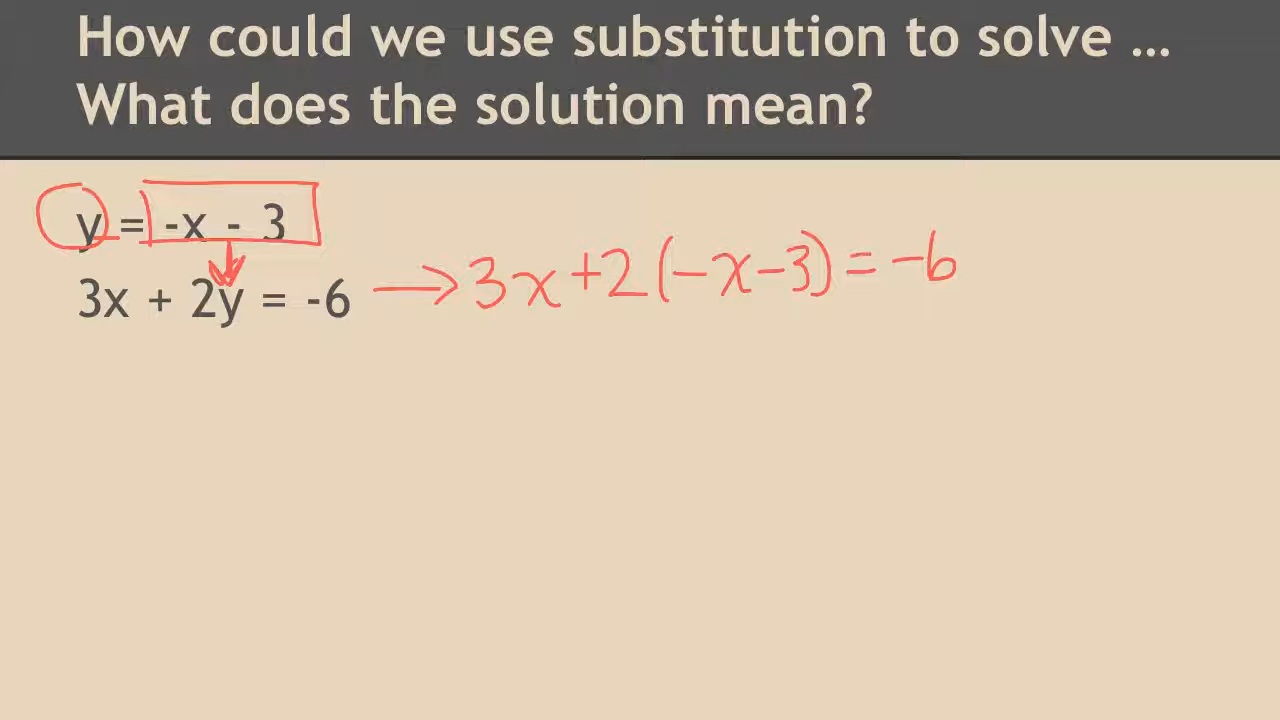 How could we use substitution to solve …
What does the solution mean?
y = -x - 3
3x + 2y = -6
3x+2(-x-3)=-6